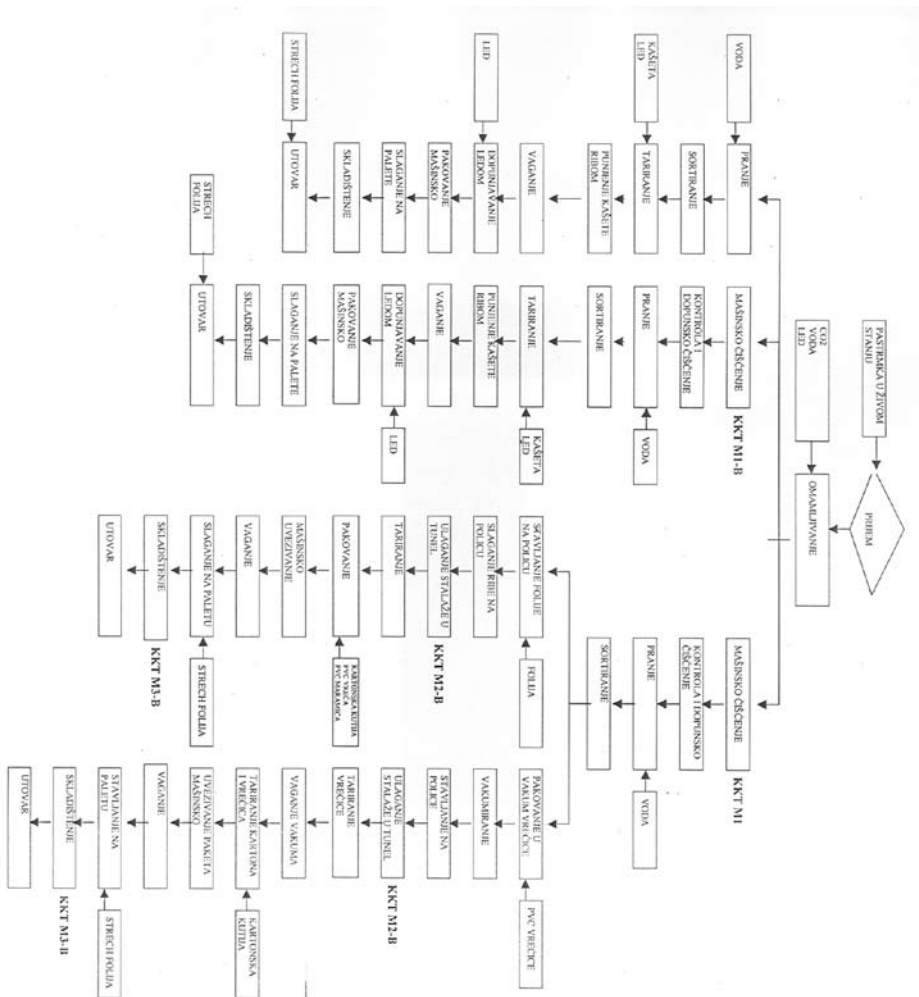 PASTRMKA U ŽIVOM
STANJU
PRIJEM
CO2
VODA
LED
OMAMLJIVANJE
VODA
PRANJE
SORTIRANJE
KAŠETA
LED
TARIRANJE
PUNJENJE KAŠETE
RIBOM
VAGANJE
LED
DOPUNJAVANJE
LEDOM
PAKOVANJE
MAŠINSKO
SLAGANJE NA
PALETE
SKLADIŠTENJE
STRECH FOLIJA
UTOVAR
MAŠINSKO ČIŠĆENJE
KKT M1-B
KONTROLA I
DOPUNSKO ČIŠĆENJE
PRANJE
VODA
SORTIRANJE
TARIRANJE
KAŠETA
LED
PUNJENJE KAŠETE
RIBOM
VAGANJE
DOPUNJAVANJE
LEDOM
LED
PAKOVANJE
MAŠINSKO
SLAGANJE NA PALETE
SKLADIŠTENJE
STRECH
FOLIJA
UTOVAR
MAŠINSKO ČIŠĆENJE
KKT M1
KONTROLA I DOPUNSKO
ČIŠĆENJE
PRANJE
VODA
SORTIRANJE
STAVLJANJE FOLIJE
NA POLICU
FOLIJA
SLAGANJE RIBE NA
POLICU
ULAGANJE STALAŽE U
TUNEL
KKT M2-B
TARIRANJE
PAKOVANJE
KARTONSKA KUTIJA
PVC VREĆA
PVC MARAMICA
MAŠINSKO
UVEZIVANJE
VAGANJE
SLAGANJE NA PALETU
STRECH FOLIJA
SKLADIŠTENJE
KKT M3-B
UTOVAR
PAKOVANJE U
VAKUM VREĆICE
PVC VREĆICE
VAKUMIRANJE
STAVLJANJE NA
POLICE
ULAGANJE
STALAŽE U TUNEL
KKT M2-B
TARIRANJE
VREĆICE
VAGANJE VAKUMA
TARIRANJE KARTONA
I VREĆICA
KARTONSKA
KUTIJA
UVEZIVANJE PAKETA
MAŠINSKO
VAGANJE
STAVLJANJE NA
PALETU
STRECH FOLIJA
SKLADIŠTENJE
KKT M3-B
UTOVAR